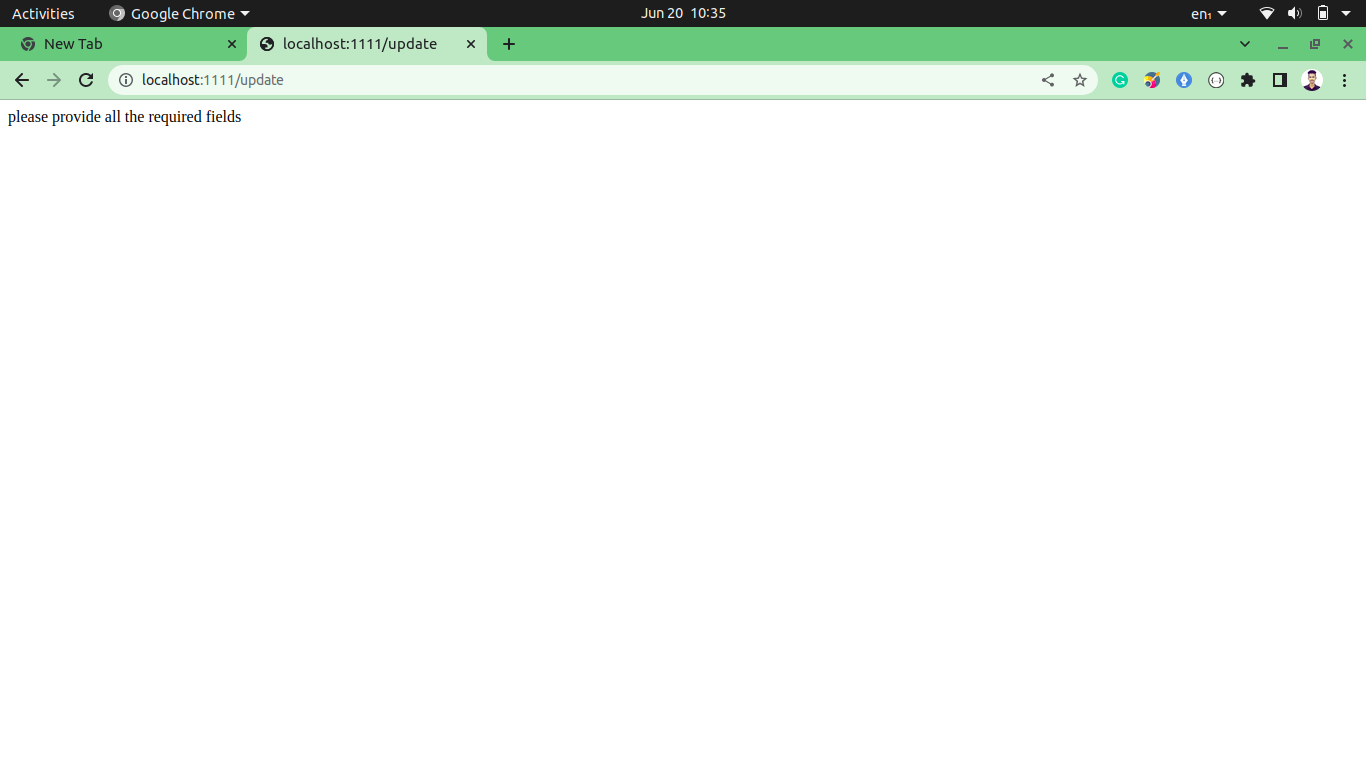 Activities Google Chrome Jun 20 10:35 en₁
New Tab localhost:1111/update
localhost:1111/update
please provide all the required fields